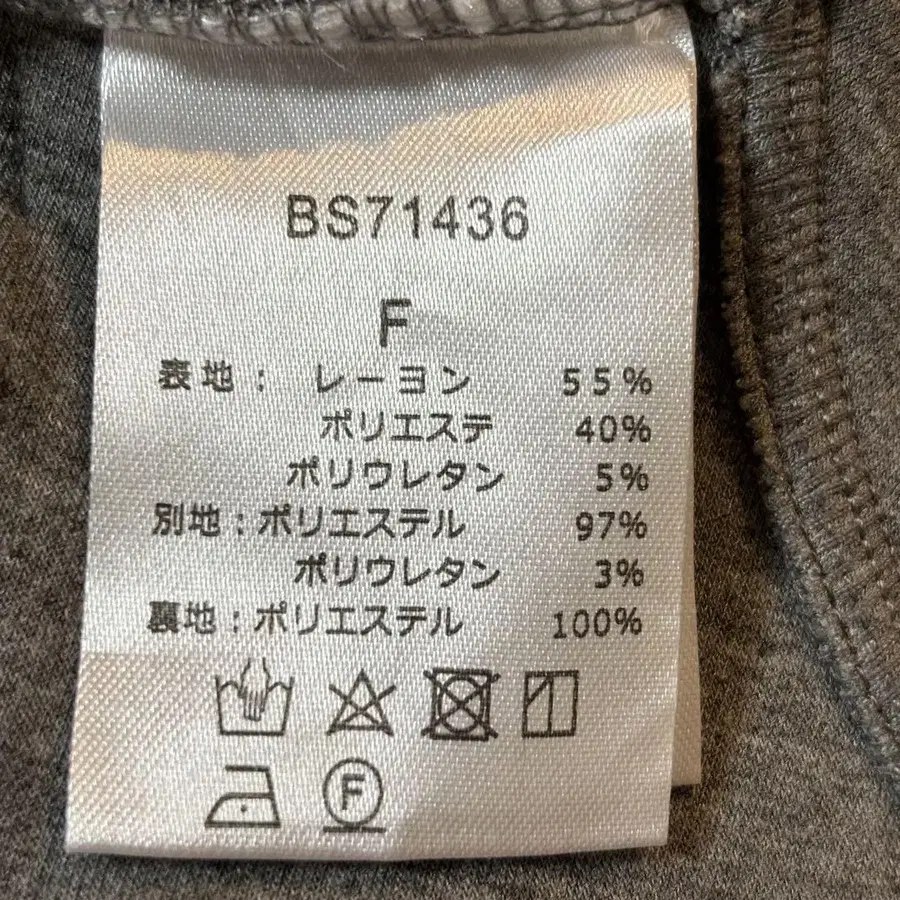 BS71436
F
表地： レーヨン 55%
ポリエステ 40%
ポリウレタン 5%
別地：ポリエステル 97%
ポリウレタン 3%
裏地：ポリエステル 100%
F